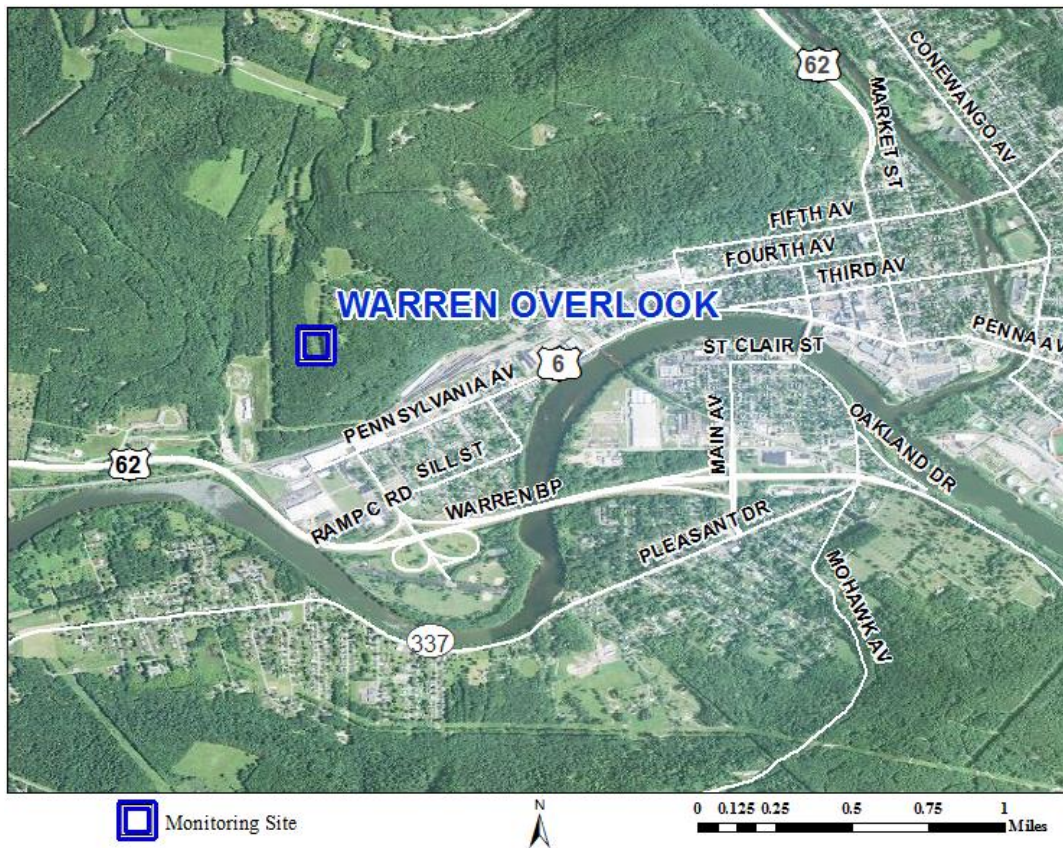 62
MARKET ST
CONEWANGO AV
FIFTH AV
FOURTH AV
THIRD AV
WARREN OVERLOOK
PENNA AV
ST CLAIR ST
6
PENNSYLVANIA AV
MAIN AV
OAKLAND DR
62
SILL ST
RAMP C RD
WARREN BP
PLEASANT DR
MOHAWK AV
337
Monitoring Site
N
0 0.125 0.25 0.5 0.75 1
Miles